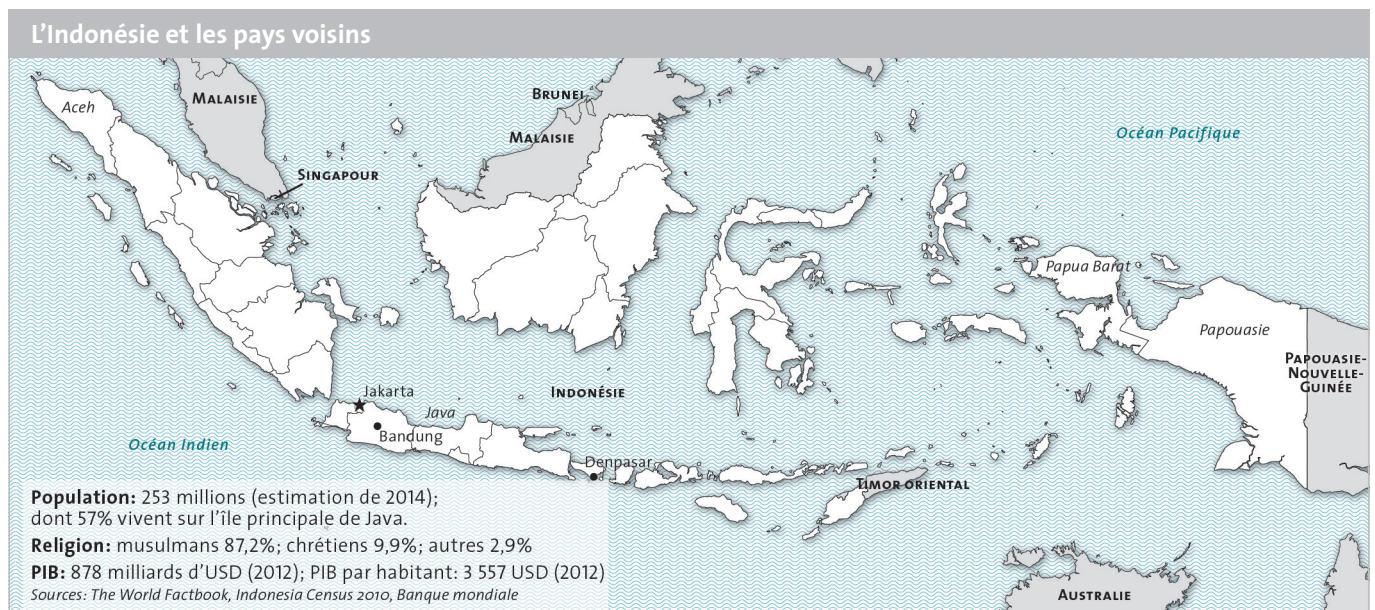 L'Indonésie et les pays voisins
Aceh
MALAISIE
BRUNEI
MALAISIE
Océan Pacifique
SINGAPOUR
Papua Barat
Papouasie
PAPOUASIE-
NOUVELLE-
GUINÉE
Jakarta
INDONÉSIE
Java
Bandung
Océan Indien
Denpasar
TIMOR ORIENTAL
Population: 253 millions (estimation de 2014);
dont 57% vivent sur l'île principale de Java.
Religion: musulmans 87,2%; chrétiens 9,9%; autres 2,9%
PIB: 878 milliards d'USD (2012); PIB par habitant: 3 557 USD (2012)
Sources: The World Factbook, Indonesia Census 2010, Banque mondiale
AUSTRALIE